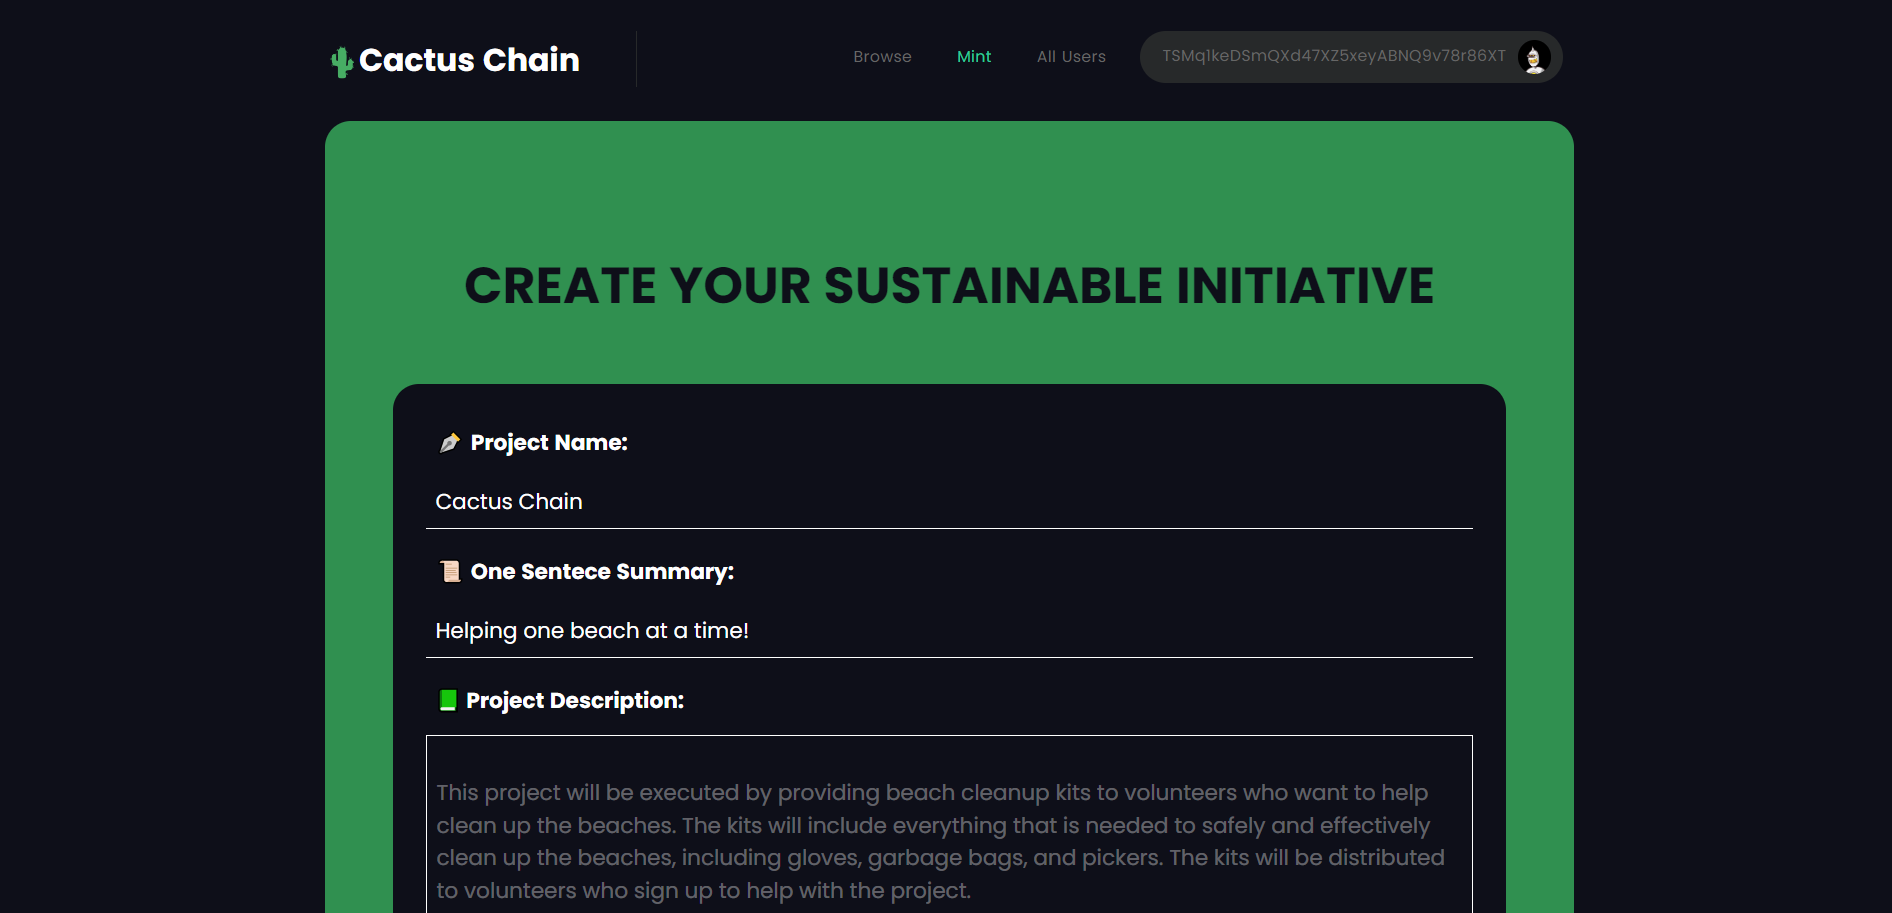 Cactus Chain
Browse Mint All Users TSMq1keDSmQXd47XZ5xeyABNQ9v78r86XT
CREATE YOUR SUSTAINABLE INITIATIVE
Project Name:
Cactus Chain
One Sentece Summary:
Helping one beach at a time!
Project Description:
This project will be executed by providing beach cleanup kits to volunteers who want to help
clean up the beaches. The kits will include everything that is needed to safely and effectively
clean up the beaches, including gloves, garbage bags, and pickers. The kits will be distributed
to volunteers who sign up to help with the project.